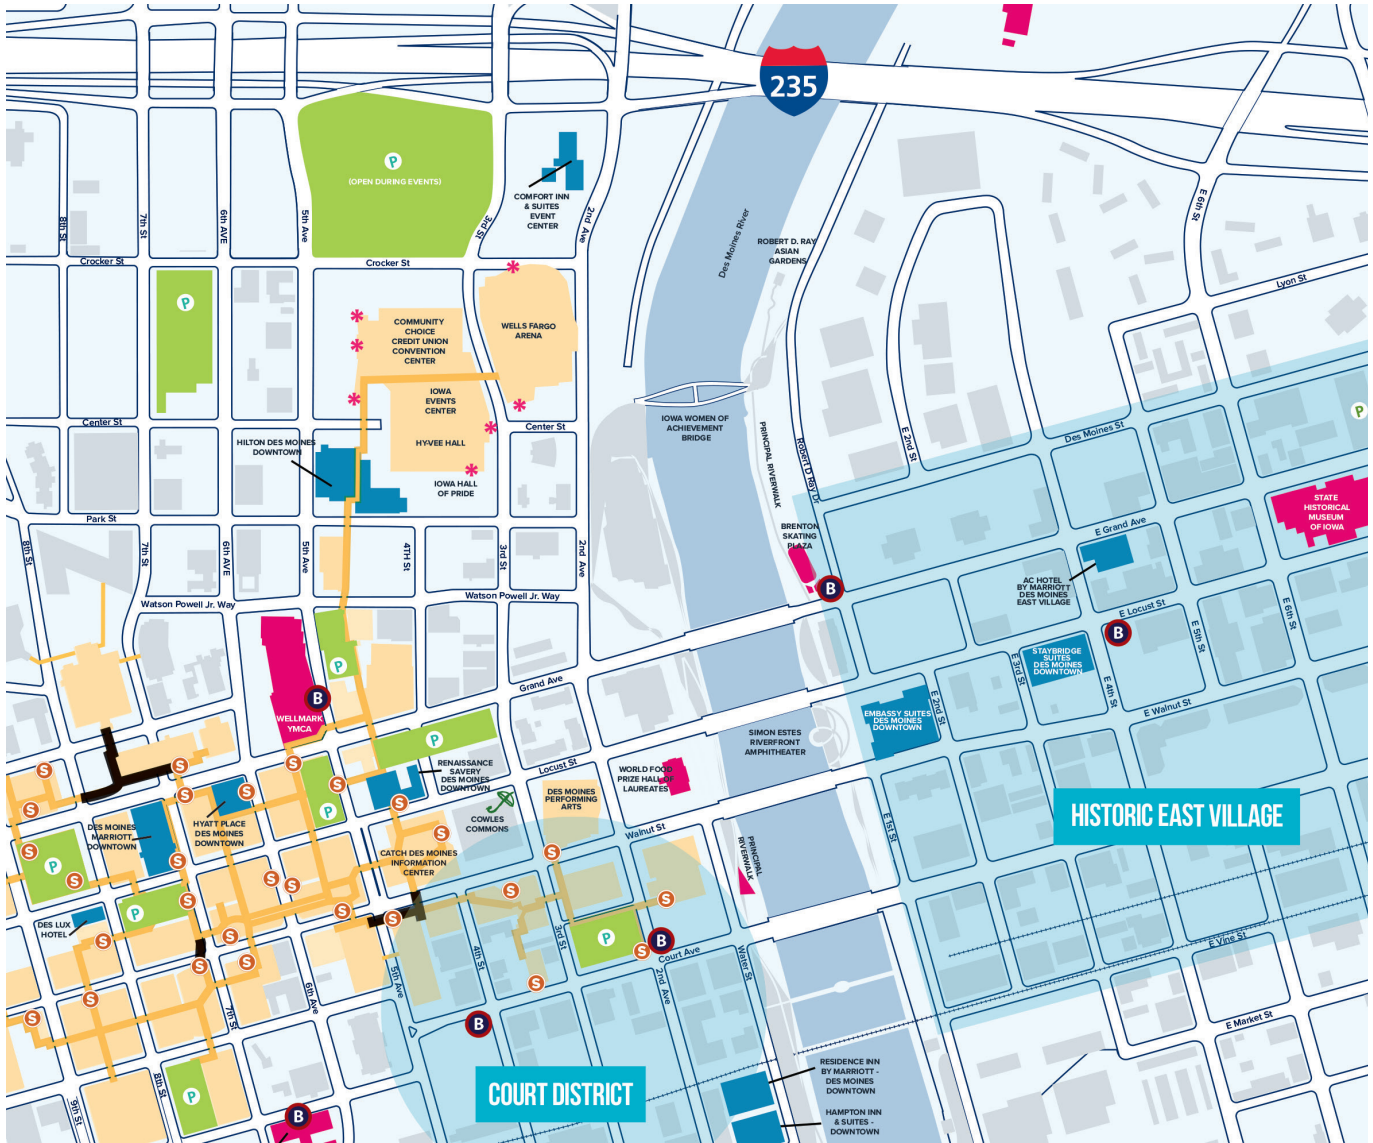 235
P
(OPEN DURING EVENTS)
COMFORT INN
& SUITES
EVENT
CENTER
8th St
7th St
6th AVE
5th Ave
3rd St
2nd Ave
E 6th St
Des Moines River
ROBERT D. RAY
ASIAN
GARDENS
Crocker St
Crocker St
Lyon St
P
COMMUNITY
CHOICE
CREDIT UNION
CONVENTION
CENTER
WELLS FARGO
ARENA
IOWA
EVENTS
CENTER
HY-VEE HALL
IOWA HALL
OF PRIDE
Center St
Center St
HILTON DES MOINES
DOWNTOWN
IOWA WOMEN OF
ACHIEVEMENT
BRIDGE
PRINCIPAL RIVERWALK
Robert D Ray Dr
E 2nd St
Des Moines St
P
STATE
HISTORICAL
MUSEUM
OF IOWA
Park St
8th St
7th St
6th AVE
5th Ave
4TH St
3rd St
2nd Ave
BRENTON
SKATING
PLAZA
B
E Grand Ave
AC HOTEL
BY MARRIOTT
DES MOINES
EAST VILLAGE
E Locust St
B
E 5th St
E 6th St
Watson Powell Jr. Way
Watson Powell Jr. Way
P
B
WELLMARK
YMCA
Grand Ave
STAYBRIDGE
SUITES
DES MOINES
DOWNTOWN
E 3rd St
E 4th St
E Walnut St
EMBASSY SUITES
DES MOINES
DOWNTOWN
E 2nd St
P
SIMON ESTES
RIVERFRONT
AMPHITHEATER
RENAISSANCE
SAVERY
DES MOINES
DOWNTOWN
Locust St
WORLD FOOD
PRIZE HALL OF
LAUREATES
S
S
S
S
S
S
S
S
P
DES MOINES
PERFORMING
ARTS
COWLES
COMMONS
HYATT PLACE
DES MOINES
DOWNTOWN
DES MOINES
MARRIOTT
DOWNTOWN
HISTORIC EAST VILLAGE
E 1st St
Walnut St
S
S
S
S
CATCH DES MOINES
INFORMATION
CENTER
PRINCIPAL
RIVERWALK
P
S
S
S
S
S
S
S
S
S
P
DES LUX
HOTEL
S
S
S
S
P
S
B
Court Ave
3rd St
4th St
5th Ave
2nd Ave
Water St
E Vine St
S
S
S
S
6th Ave
7th St
B
E Market St
RESIDENCE INN
BY MARRIOTT -
DES MOINES
DOWNTOWN
COURT DISTRICT
8th St
9th St
P
B
HAMPTON INN
& SUITES -
DOWNTOWN